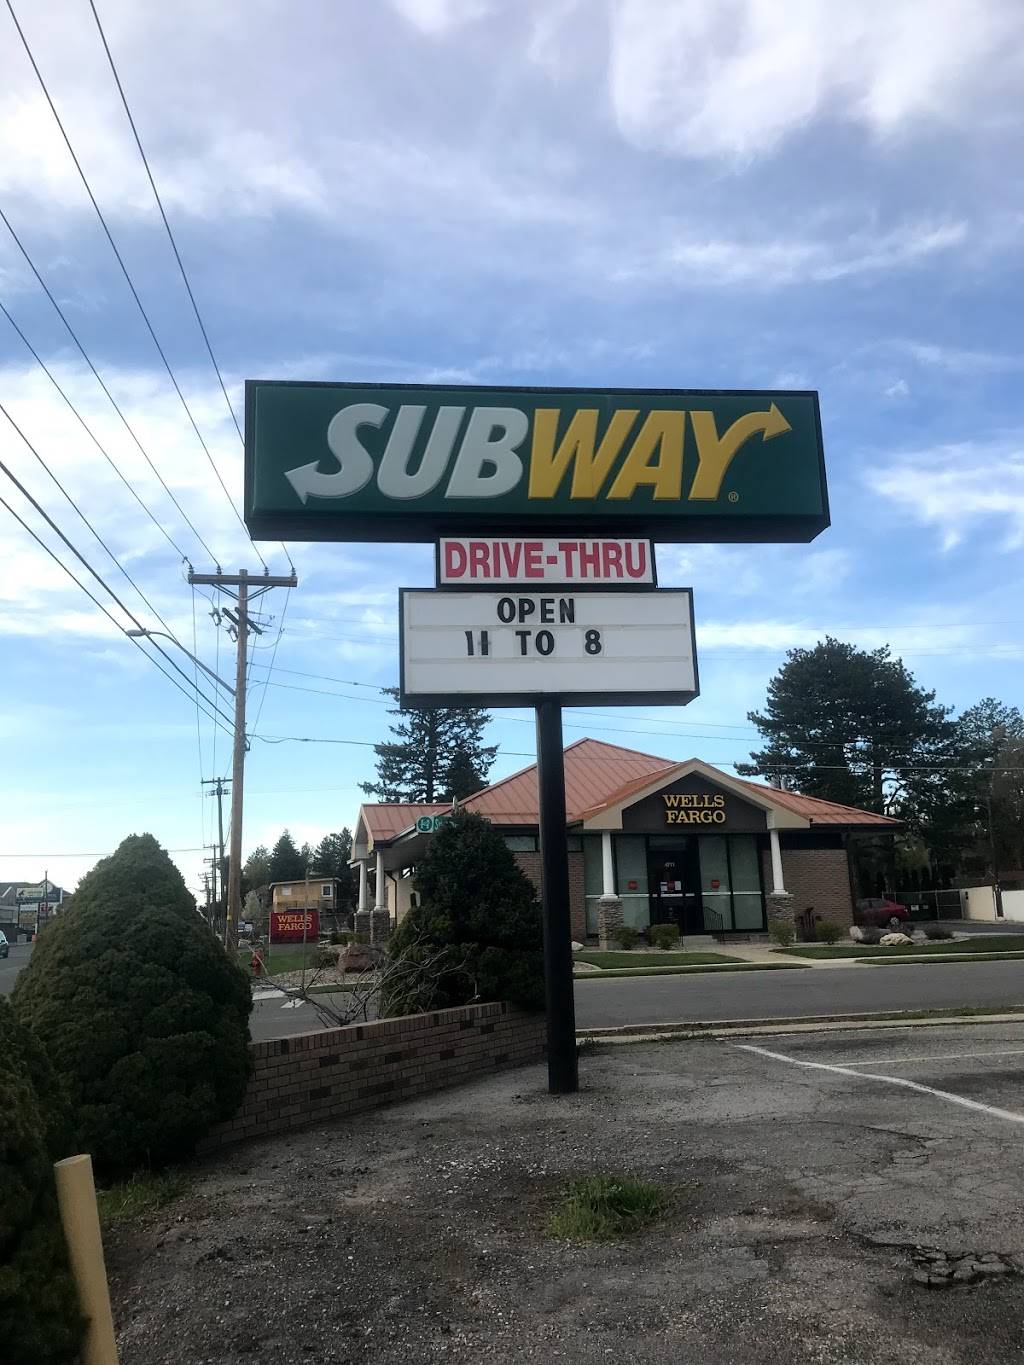 SUBWAY®
DRIVE-THRU
OPEN
11 TO 8
WELLS
FARGO
WELLS
FARGO